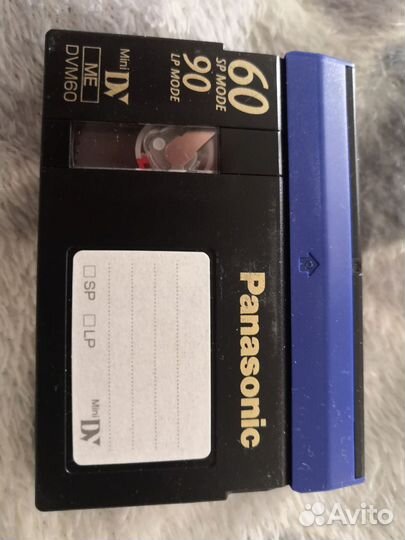 Mini DV
ME
DVM60
60
SP MODE
90
LP MODE
Panasonic
□SP □LP
Mini DV
Avito